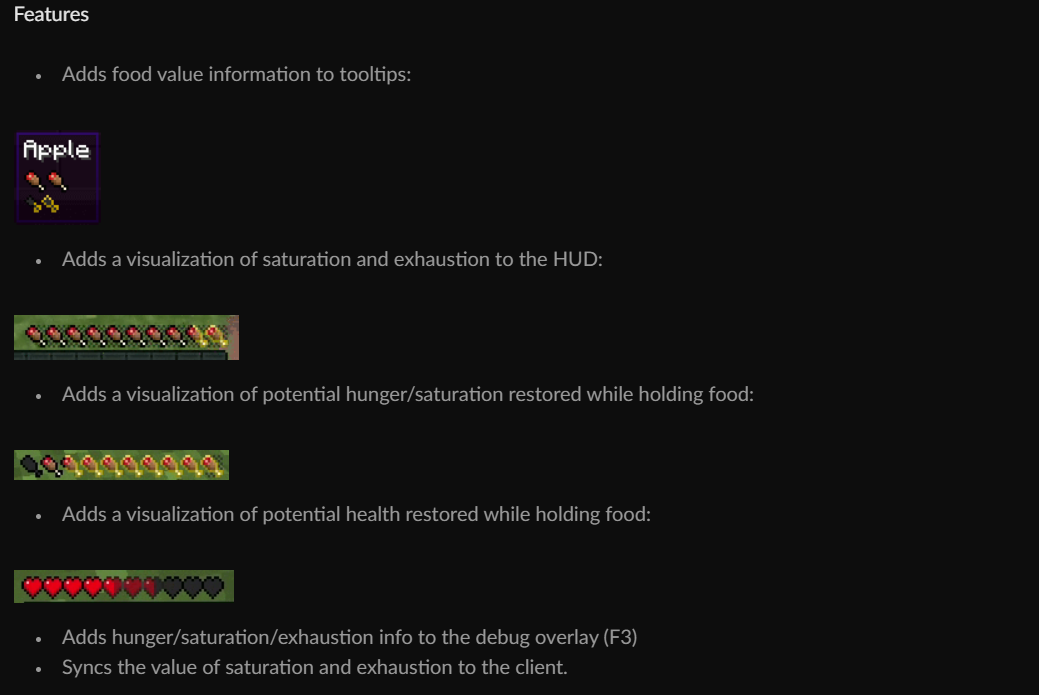 Features
Adds food value information to tooltips:
Apple
Adds a visualization of saturation and exhaustion to the HUD:
Adds a visualization of potential hunger/saturation restored while holding food:
Adds a visualization of potential health restored while holding food:
Adds hunger/saturation/exhaustion info to the debug overlay (F3)
Syncs the value of saturation and exhaustion to the client.